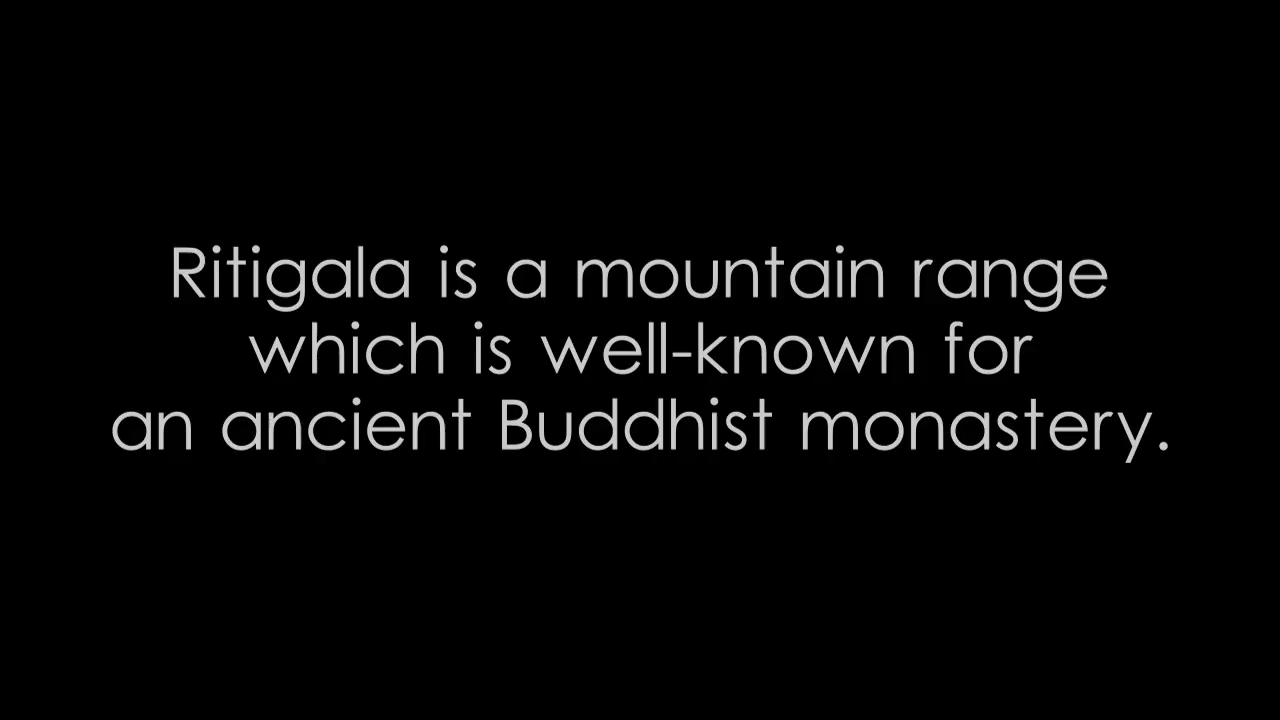 Ritigala is a mountain range
which is well-known for
an ancient Buddhist monastery.